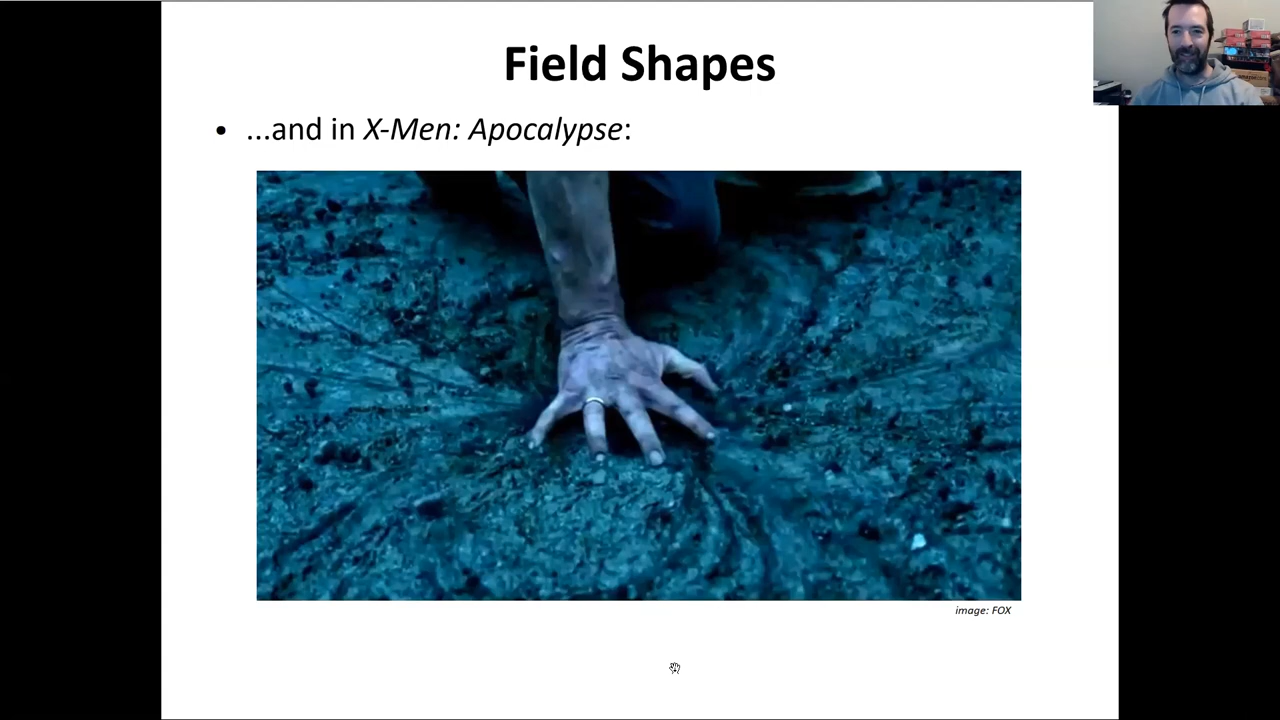 Field Shapes
• ...and in X-Men: Apocalypse:
image: FOX